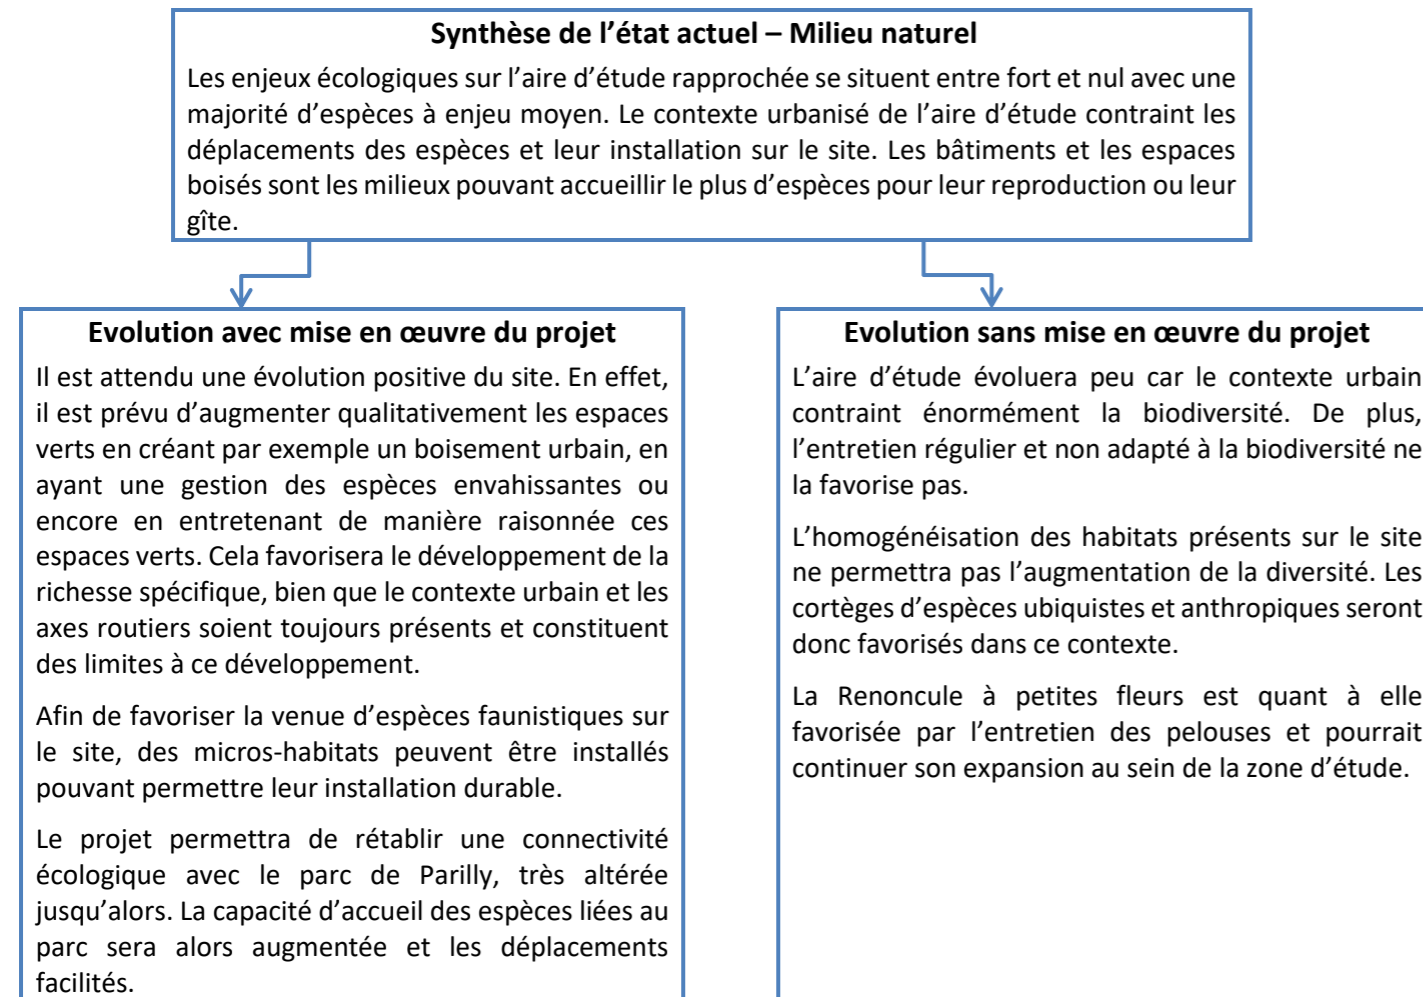 Synthèse de l’état actuel – Milieu naturel
Les enjeux écologiques sur l’aire d’étude rapprochée se situent entre fort et nul avec une
majorité d’espèces à enjeu moyen. Le contexte urbanisé de l’aire d’étude contraint les
déplacements des espèces et leur installation sur le site. Les bâtiments et les espaces
boisés sont les milieux pouvant accueillir le plus d’espèces pour leur reproduction ou leur
gîte.
Evolution avec mise en œuvre du projet
Il est attendu une évolution positive du site. En effet,
il est prévu d’augmenter qualitativement les espaces
verts en créant par exemple un boisement urbain, en
ayant une gestion des espèces envahissantes ou
encore en entretenant de manière raisonnée ces
espaces verts. Cela favorisera le développement de la
richesse spécifique, bien que le contexte urbain et les
axes routiers soient toujours présents et constituent
des limites à ce développement.
Afin de favoriser la venue d’espèces faunistiques sur
le site, des micros-habitats peuvent être installés
pouvant permettre leur installation durable.
Le projet permettra de rétablir une connectivité
écologique avec le parc de Parilly, très altérée
jusqu’alors. La capacité d’accueil des espèces liées au
parc sera alors augmentée et les déplacements
facilités.
Evolution sans mise en œuvre du projet
L’aire d’étude évoluera peu car le contexte urbain
contraint énormément la biodiversité. De plus,
l’entretien régulier et non adapté à la biodiversité ne
la favorise pas.
L’homogénéisation des habitats présents sur le site
ne permettra pas l’augmentation de la diversité. Les
cortèges d’espèces ubiquistes et anthropiques seront
donc favorisés dans ce contexte.
La Renoncule à petites fleurs est quant à elle
favorisée par l’entretien des pelouses et pourrait
continuer son expansion au sein de la zone d’étude.